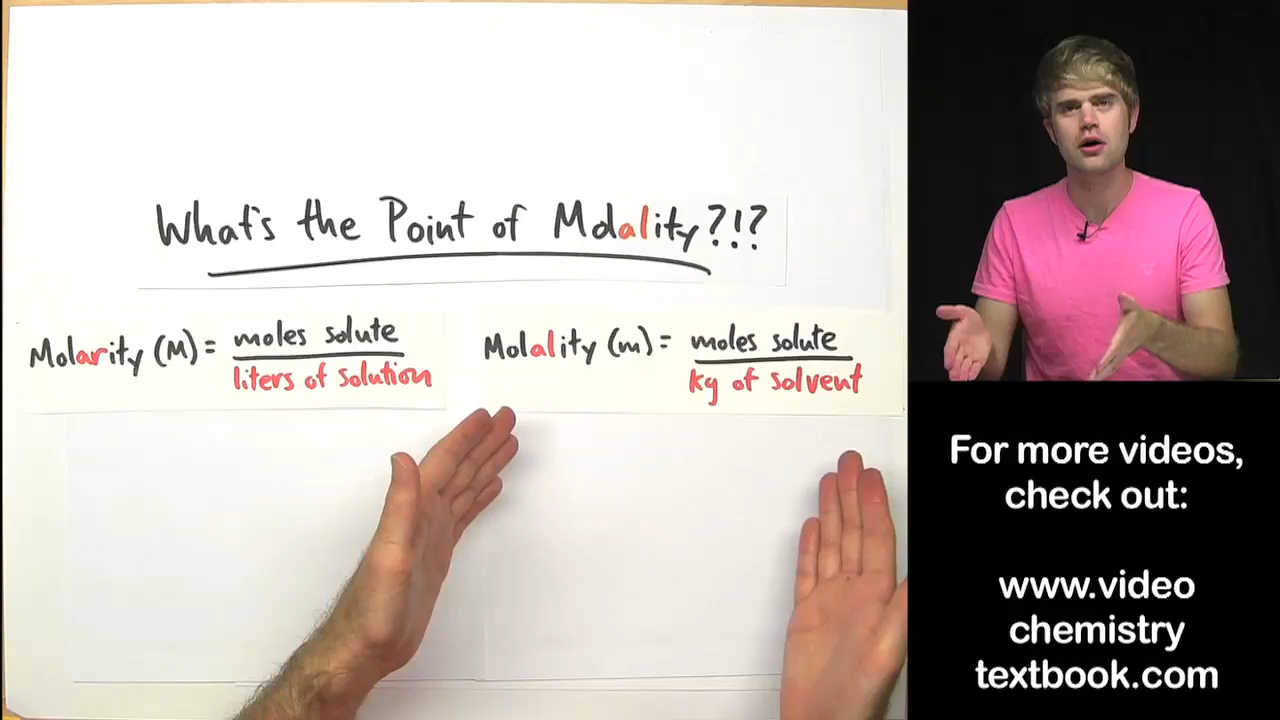 What's the Point of Molality?!?
Molarity (M) = moles solute
liters of solution
Molality (m) = moles solute
kg of solvent
For more videos,
check out:
www.video
chemistry
textbook.com